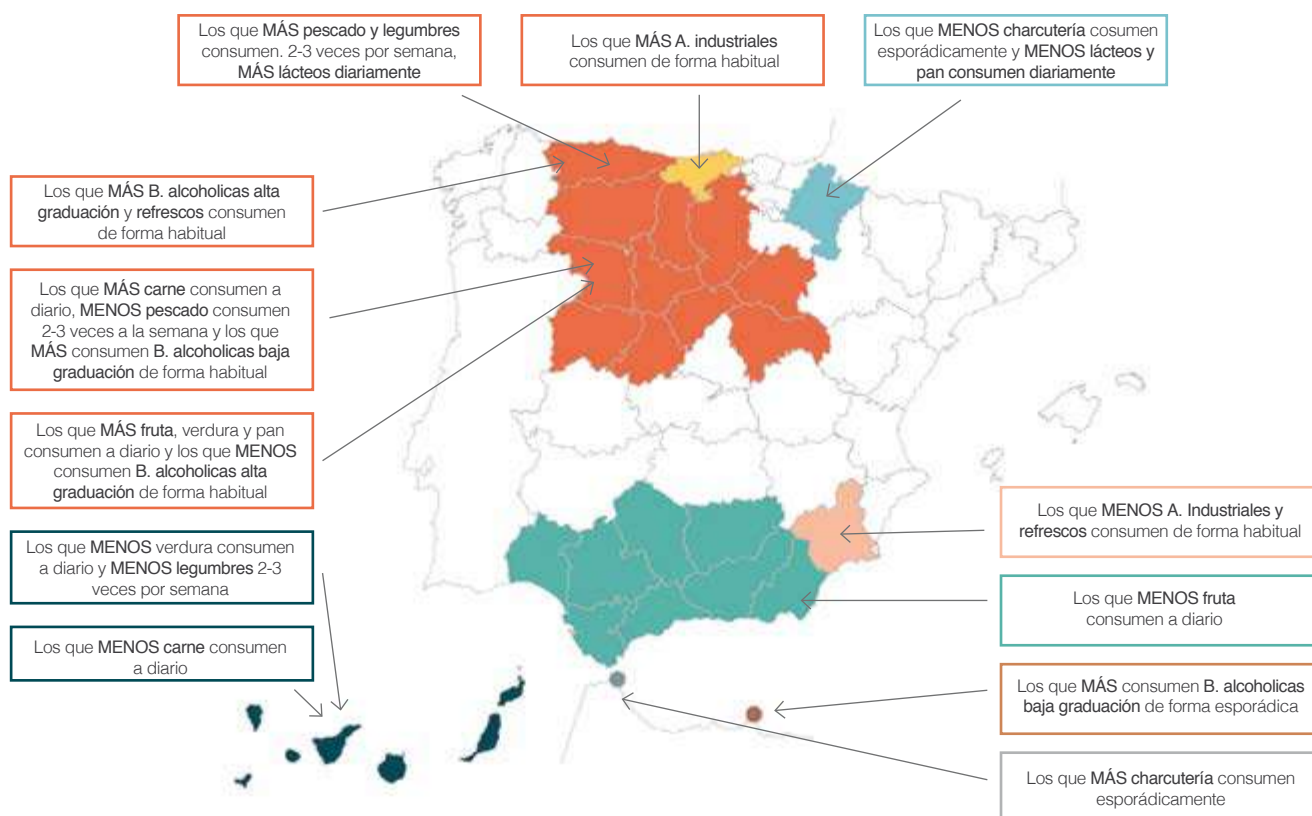 Los que MÁS pescado y legumbres
consumen. 2-3 veces por semana,
MÁS lácteos diariamente
Los que MÁS A. industriales
consumen de forma habitual
Los que MENOS charcutería cosumen
esporádicamente y MENOS lácteos y
pan consumen diariamente
Los que MÁS B. alcoholicas alta
graduación y refrescos consumen
de forma habitual
Los que MÁS carne consumen a
diario, MENOS pescado consumen
2-3 veces a la semana y los que
MÁS consumen B. alcoholicas baja
graduación de forma habitual
Los que MÁS fruta, verdura y pan
consumen a diario y los que MENOS
consumen B. alcoholicas alta
graduación de forma habitual
Los que MENOS verdura consumen
a diario y MENOS legumbres 2-3
veces por semana
Los que MENOS carne consumen
a diario
Los que MENOS A. Industriales y
refrescos consumen de forma habitual
Los que MENOS fruta
consumen a diario
Los que MÁS consumen B. alcoholicas
baja graduación de forma esporádica
Los que MÁS charcutería consumen
esporádicamente